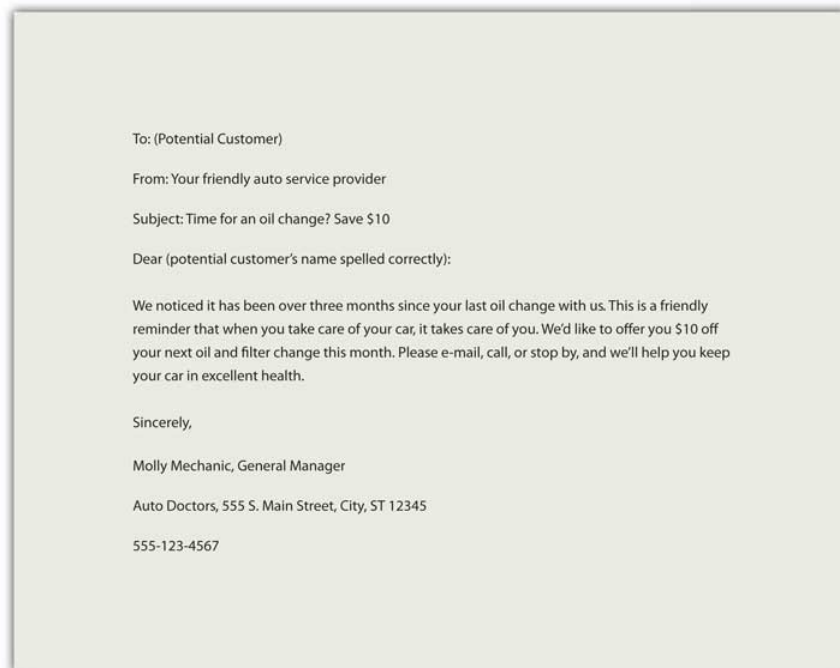 To: (Potential Customer)
From: Your friendly auto service provider
Subject: Time for an oil change? Save $10
Dear (potential customer's name spelled correctly):
We noticed it has been over three months since your last oil change with us. This is a friendly
reminder that when you take care of your car, it takes care of you. We'd like to offer you $10 off
your next oil and filter change this month. Please e-mail, call, or stop by, and we'll help you keep
your car in excellent health.
Sincerely,
Molly Mechanic, General Manager
Auto Doctors, 555 S. Main Street, City, ST 12345
555-123-4567